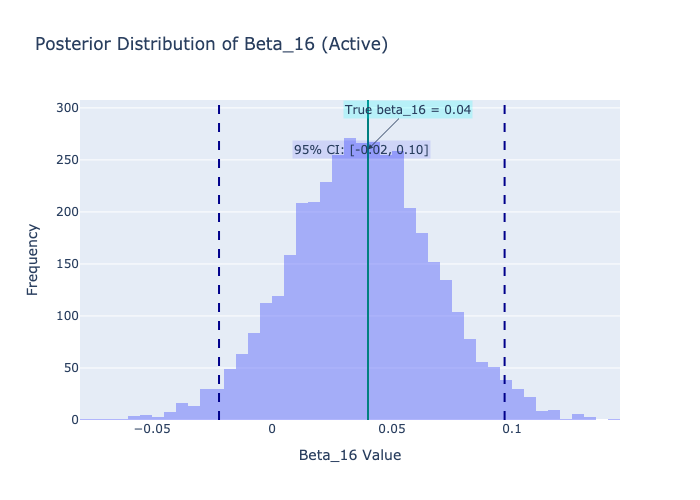 Posterior Distribution of Beta_16 (Active)
True beta_16 = 0.04
95% CI: [-0.02, 0.10]
300
250
200
150
100
50
0
Frequency
−0.05
0
0.05
0.1
Beta_16 Value